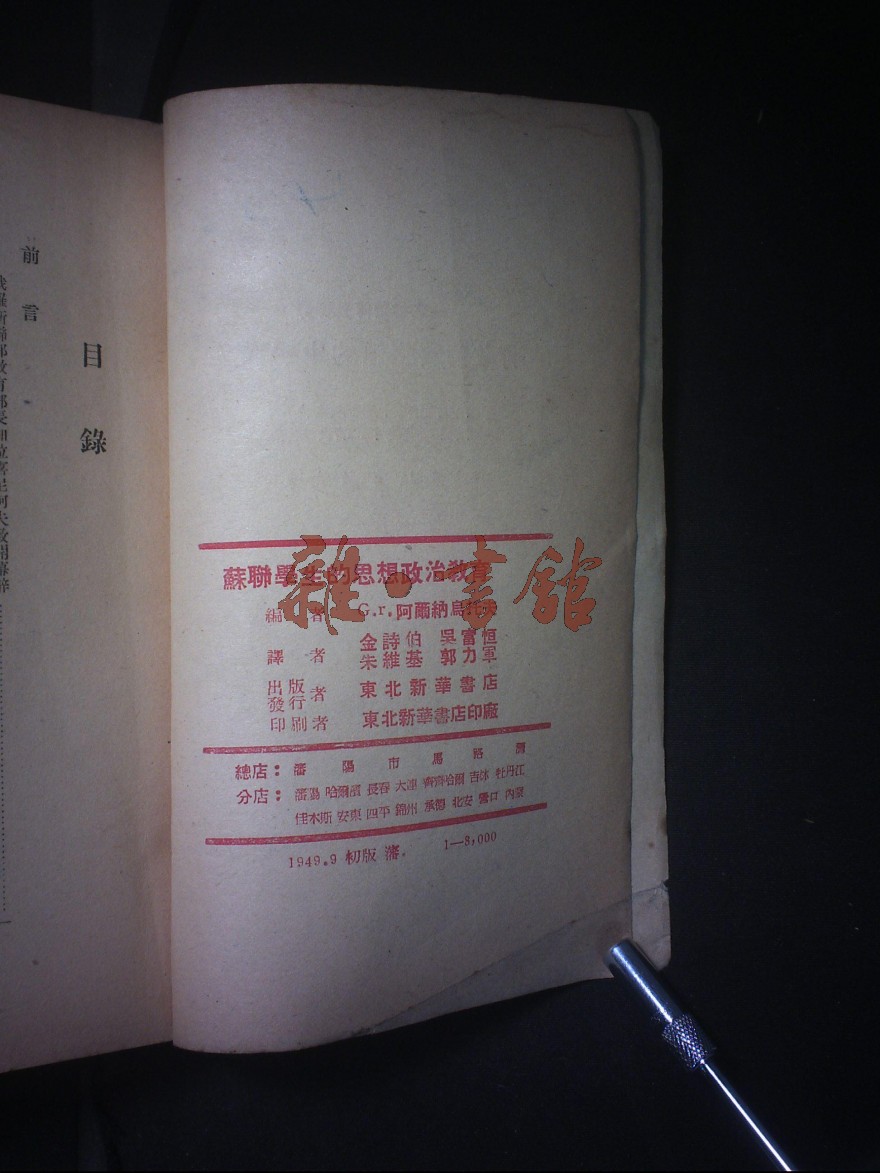 蘇聯學生的思想政治教育
編者 G.r.阿爾納烏托夫
譯者 金詩伯 吳富恒
朱維基 郭力軍
出版
發行者 東北新華書店
印刷者 東北新華書店印廠
總店：瀋陽市馬路灣
分店：瀋陽 哈爾濱 長春 大連 齊齊哈爾 吉林 牡丹江
佳木斯 安東 四平 錦州 承德 北安 營口 內蒙
1949.9 初版 瀋. 1—8,000
雜·書館
目錄
前言